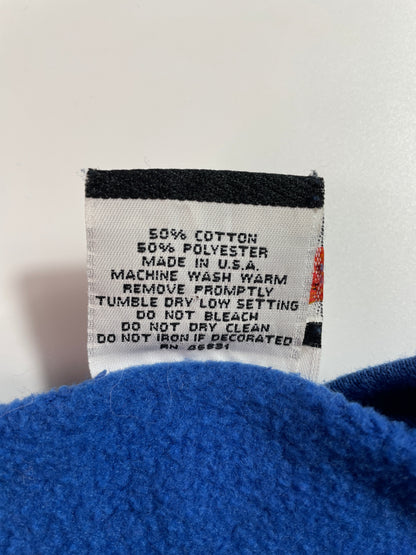 50% COTTON
50% POLYESTER
MADE IN U.S.A.
MACHINE WASH WARM
REMOVE PROMPTLY
TUMBLE DRY LOW SETTING
DO NOT BLEACH
DO NOT DRY CLEAN
DO NOT IRON IF DECORATED
RN